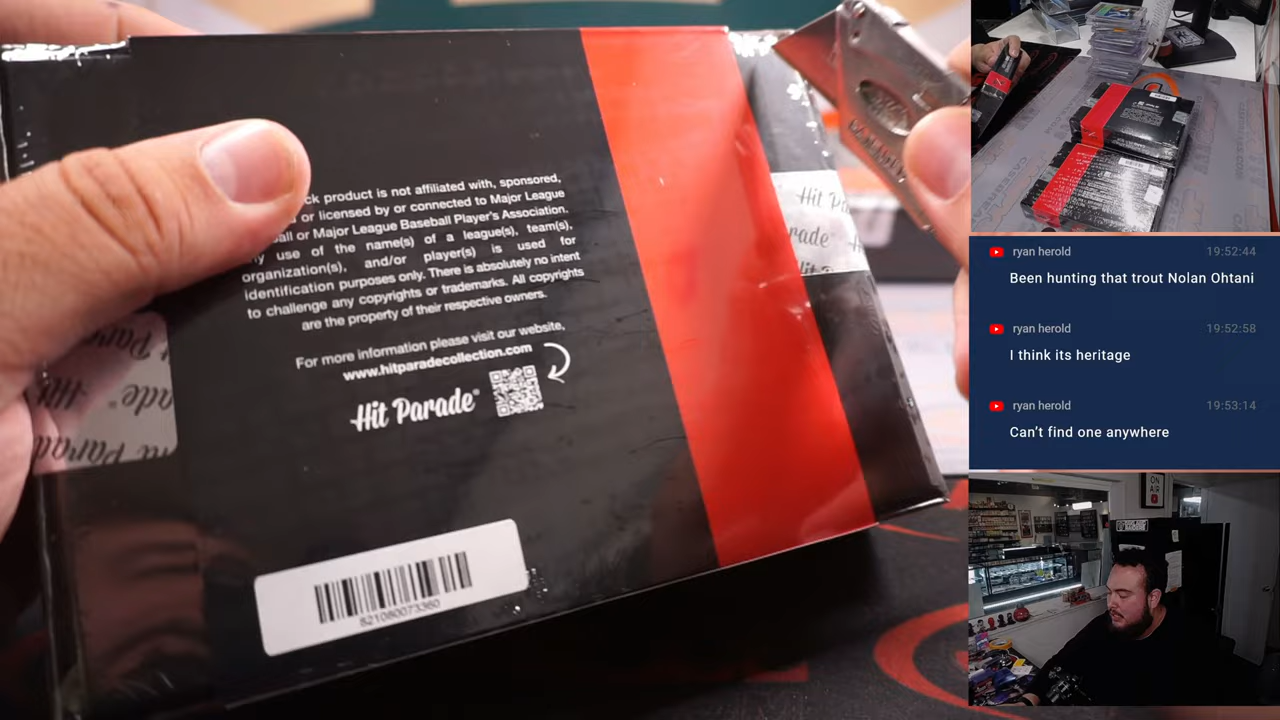 product is not affiliated with, sponsored,
or licensed by or connected to Major League
or Major League Baseball Player's Association.
use of the name(s) of a league(s), team(s),
organization(s), and/or player(s) is used for
identification purposes only. There is absolutely no intent
to challenge any copyrights or trademarks. All copyrights
are the property of their respective owners.
For more information please visit our website,
www.hitparadecollection.com
Hit Parade®
821080073360
Hit
ON
AIR
ryan herold 19:52:44
Been hunting that trout Nolan Ohtani
ryan herold 19:52:58
I think its heritage
ryan herold 19:53:14
Can't find one anywhere